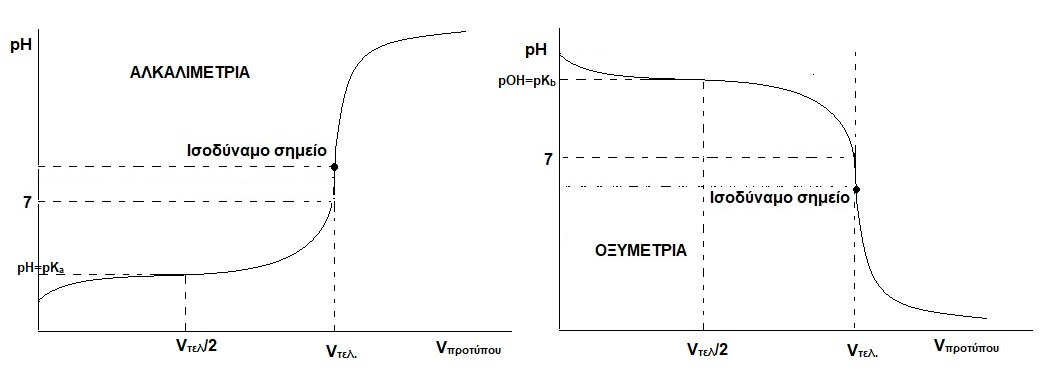 pH
ΑΛΚΑΛΙΜΕΤΡΙΑ
Ισοδύναμο σημείο
7
pH=pKa
Vτελ/2
Vτελ.
Vπροτύπου
pH
pOH=pKb
7
Ισοδύναμο σημείο
ΟΞΥΜΕΤΡΙΑ
Vτελ/2
Vτελ.
Vπροτύπου